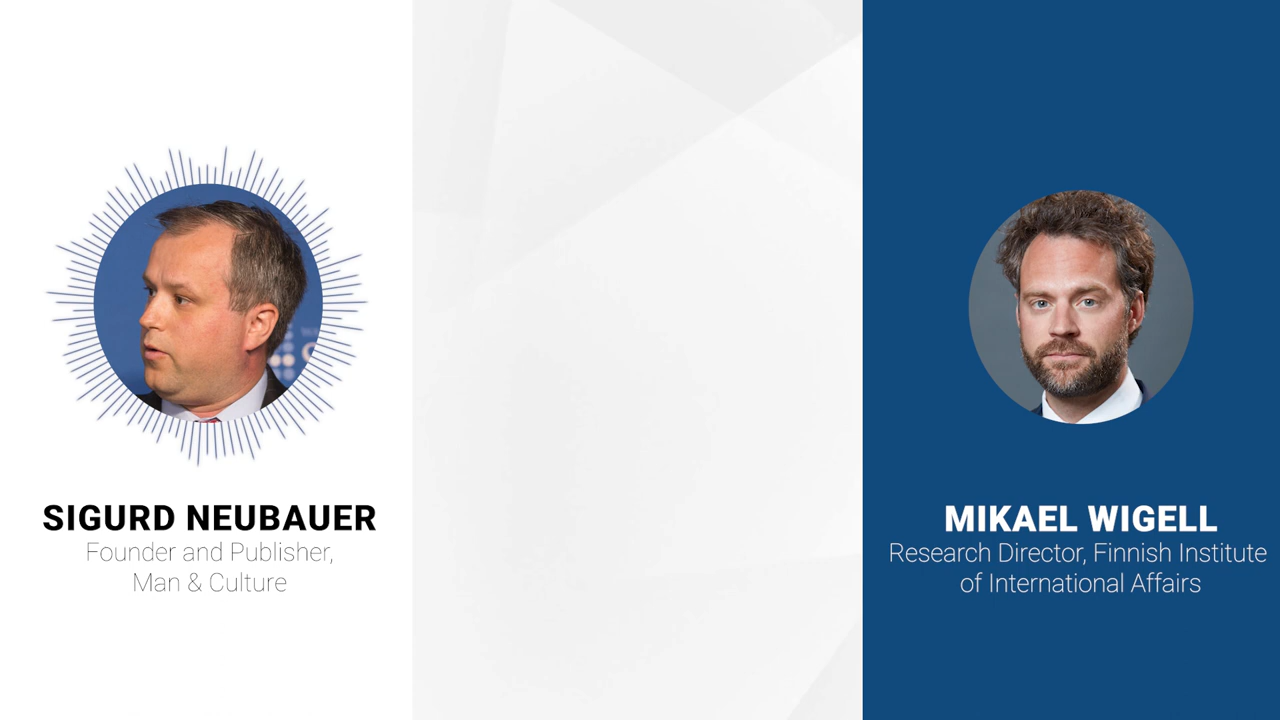 SIGURD NEUBAUER
Founder and Publisher,
Man & Culture
MIKAEL WIGELL
Research Director, Finnish Institute
of International Affairs